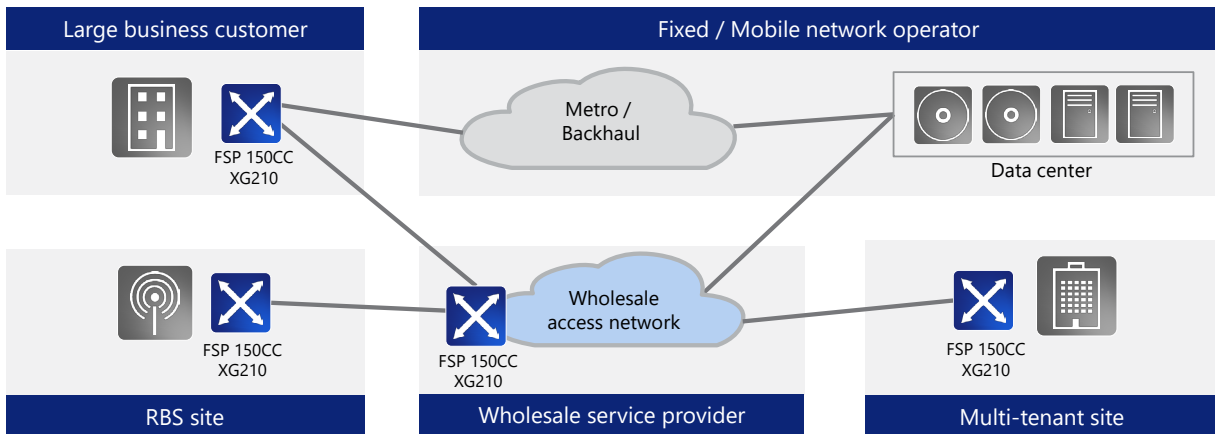 Large business customer
Fixed / Mobile network operator
FSP 150CC
XG210
Metro /
Backhaul
Data center
FSP 150CC
XG210
FSP 150CC
XG210
Wholesale
access network
FSP 150CC
XG210
RBS site
Wholesale service provider
Multi-tenant site